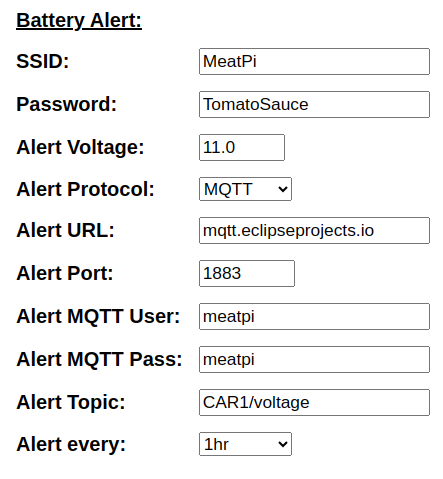 Battery Alert:
SSID: MeatPi
Password: TomatoSauce
Alert Voltage: 11.0
Alert Protocol: MQTT
Alert URL: mqtt.eclipseprojects.io
Alert Port: 1883
Alert MQTT User: meatpi
Alert MQTT Pass: meatpi
Alert Topic: CAR1/voltage
Alert every: 1hr